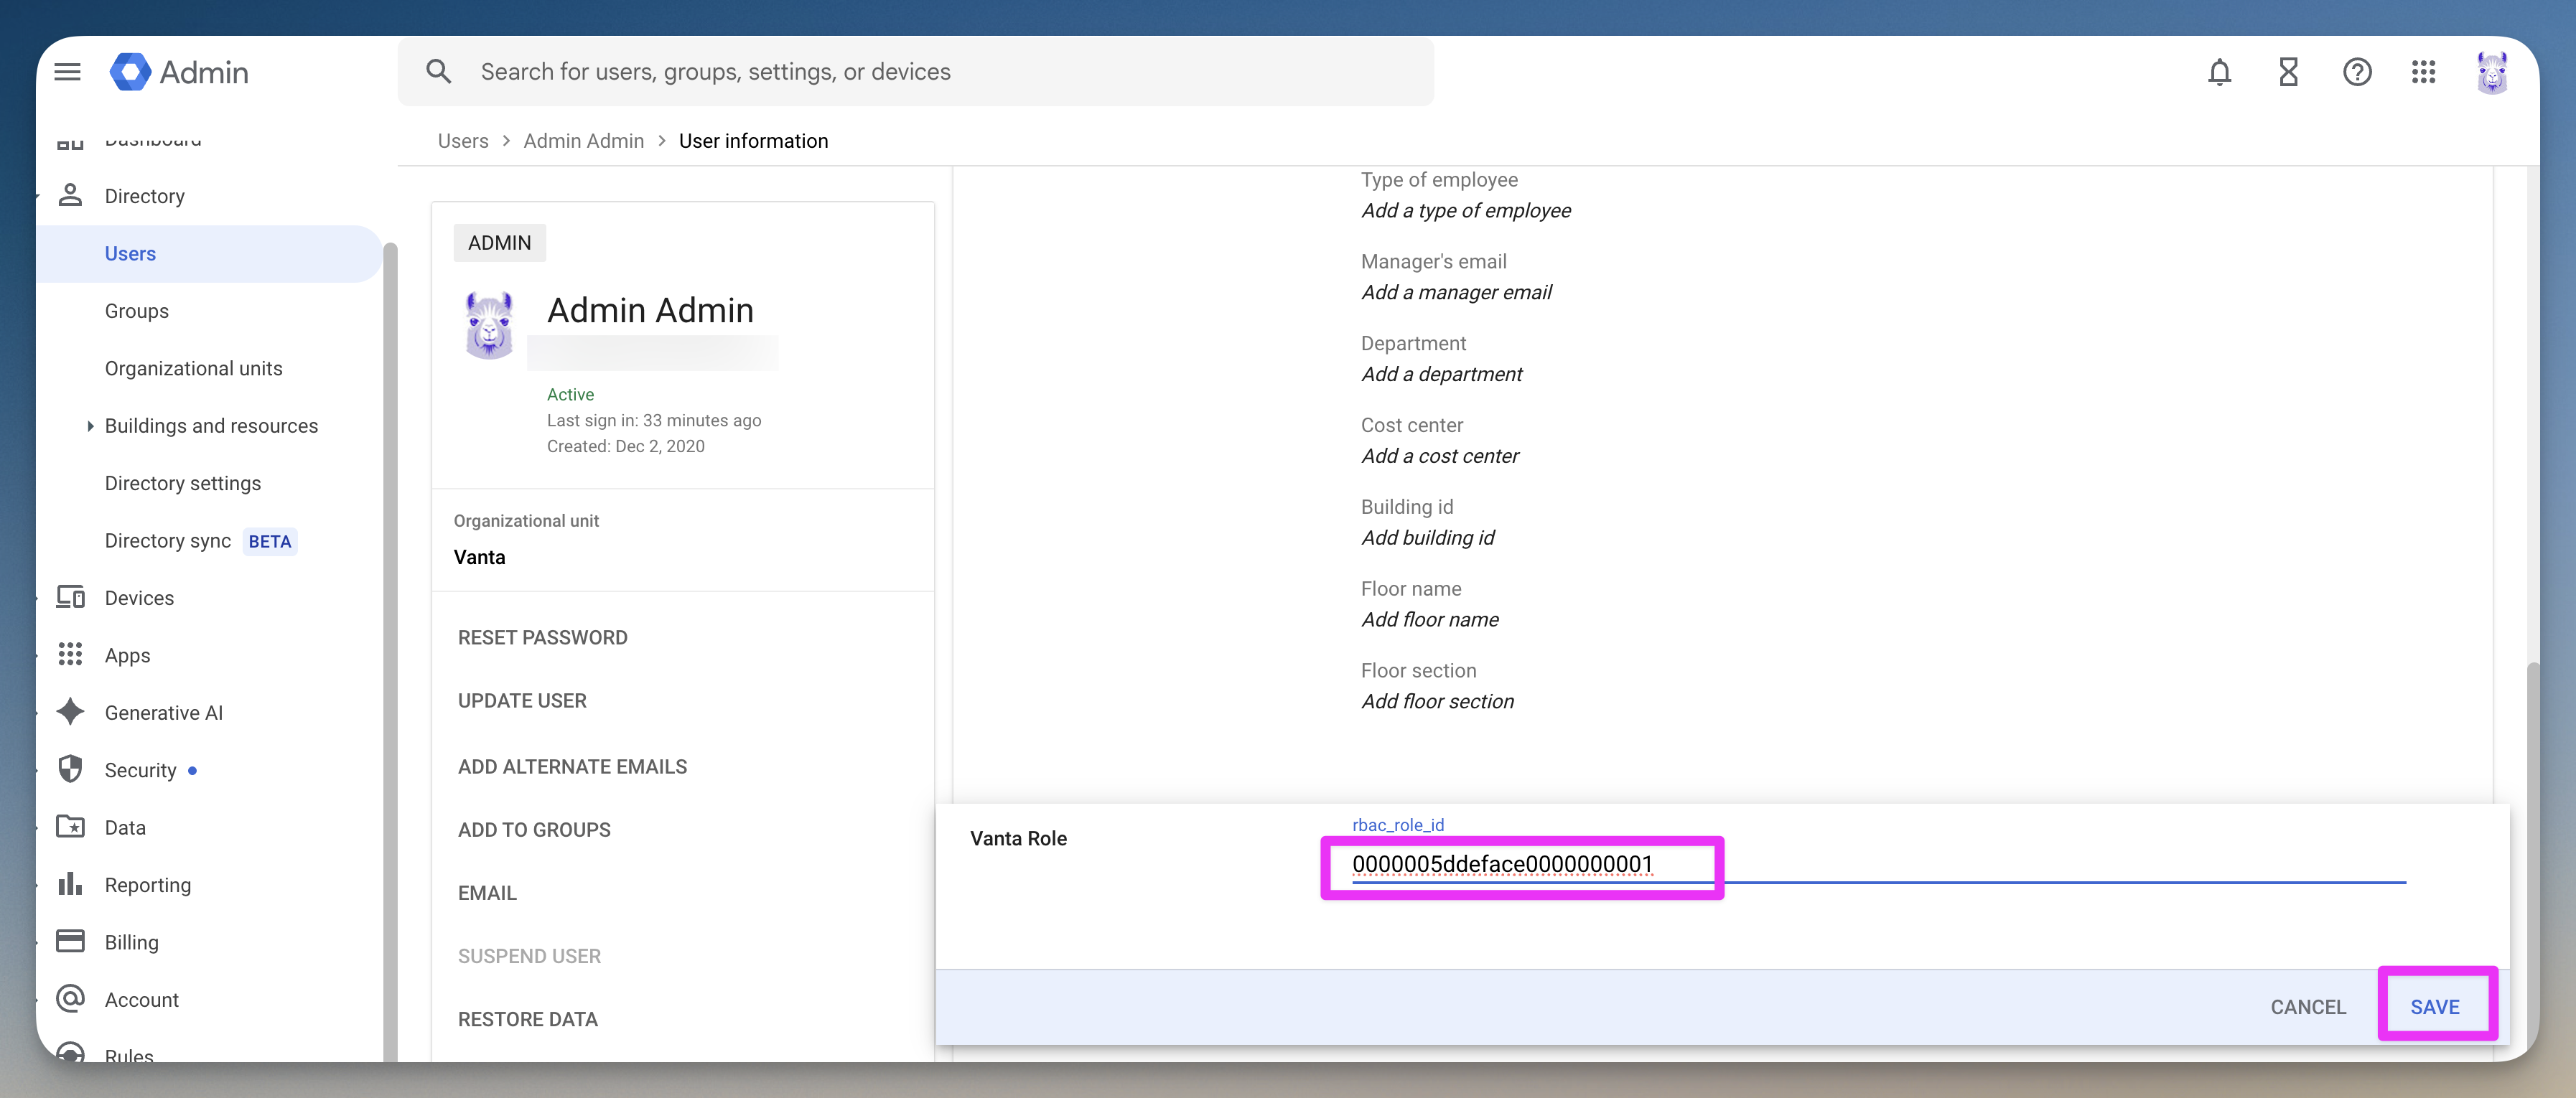 Admin
Search for users, groups, settings, or devices
Dashboard
Directory
Users
Groups
Organizational units
Buildings and resources
Directory settings
Directory sync BETA
Devices
Apps
Generative AI
Security
Data
Reporting
Billing
Account
Rules
Users > Admin Admin > User information
ADMIN
Admin Admin
Active
Last sign in: 33 minutes ago
Created: Dec 2, 2020
Organizational unit
Vanta
RESET PASSWORD
UPDATE USER
ADD ALTERNATE EMAILS
ADD TO GROUPS
EMAIL
SUSPEND USER
RESTORE DATA
Type of employee
Add a type of employee
Manager's email
Add a manager email
Department
Add a department
Cost center
Add a cost center
Building id
Add building id
Floor name
Add floor name
Floor section
Add floor section
Vanta Role
rbac_role_id
0000005ddeface0000000001
CANCEL
SAVE